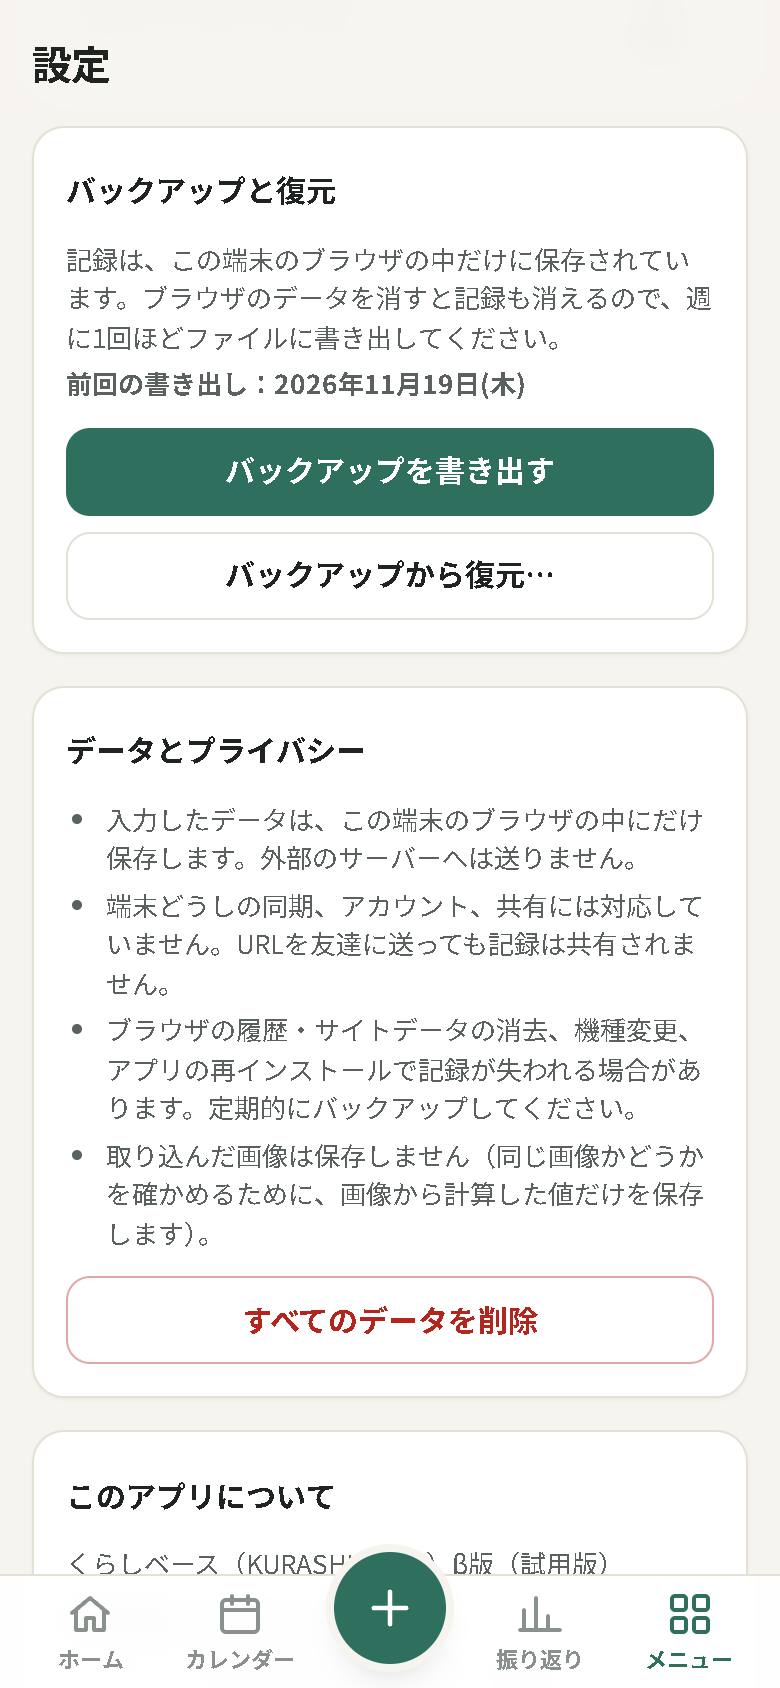 設定
バックアップと復元
記録は、この端末のブラウザの中だけに保存されてい
ます。ブラウザのデータを消すと記録も消えるので、週
に1回ほどファイルに書き出してください。
前回の書き出し：2026年11月19日(木)
バックアップを書き出す
バックアップから復元…
データとプライバシー
• 入力したデータは、この端末のブラウザの中にだけ
保存します。外部のサーバーへは送りません。
• 端末どうしの同期、アカウント、共有には対応して
いません。URLを友達に送っても記録は共有されま
せん。
• ブラウザの履歴・サイトデータの消去、機種変更、
アプリの再インストールで記録が失われる場合があ
ります。定期的にバックアップしてください。
• 取り込んだ画像は保存しません（同じ画像かどうか
を確かめるために、画像から計算した値だけを保存
します）。
すべてのデータを削除
このアプリについて
くらしベース（KURASH ）β版（試用版）
ホーム
カレンダー
振り返り
メニュー